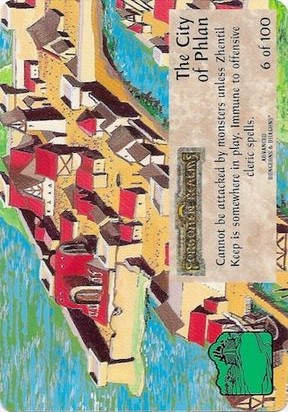 The City
of Phlan
FORGOTTEN REALMS
Cannot be attacked by monsters unless Zhentil
Keep is somewhere in play. Immune to offensive
cleric spells.
ADVANCED
DUNGEONS & DRAGONS
6 of 100